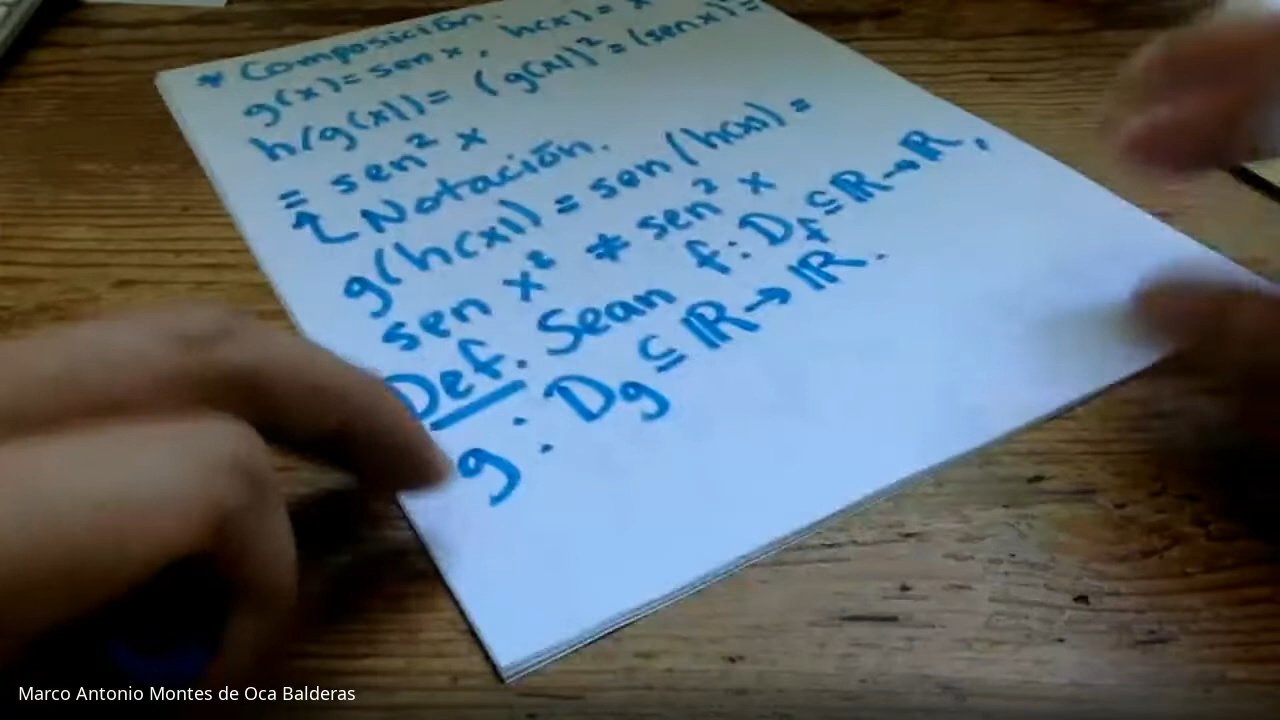 * Composición.
g(x)= sen x, h(x) = x
h(g(x))= (g(x))² = (sen x)² =
= sen² x
↑ Notación.
g(h(x)) = sen (h(x)) =
sen x² ≠ sen² x
Def. Sean f: D_f ⊆ ℝ → ℝ,
g: D_g ⊆ ℝ → ℝ.
Marco Antonio Montes de Oca Balderas